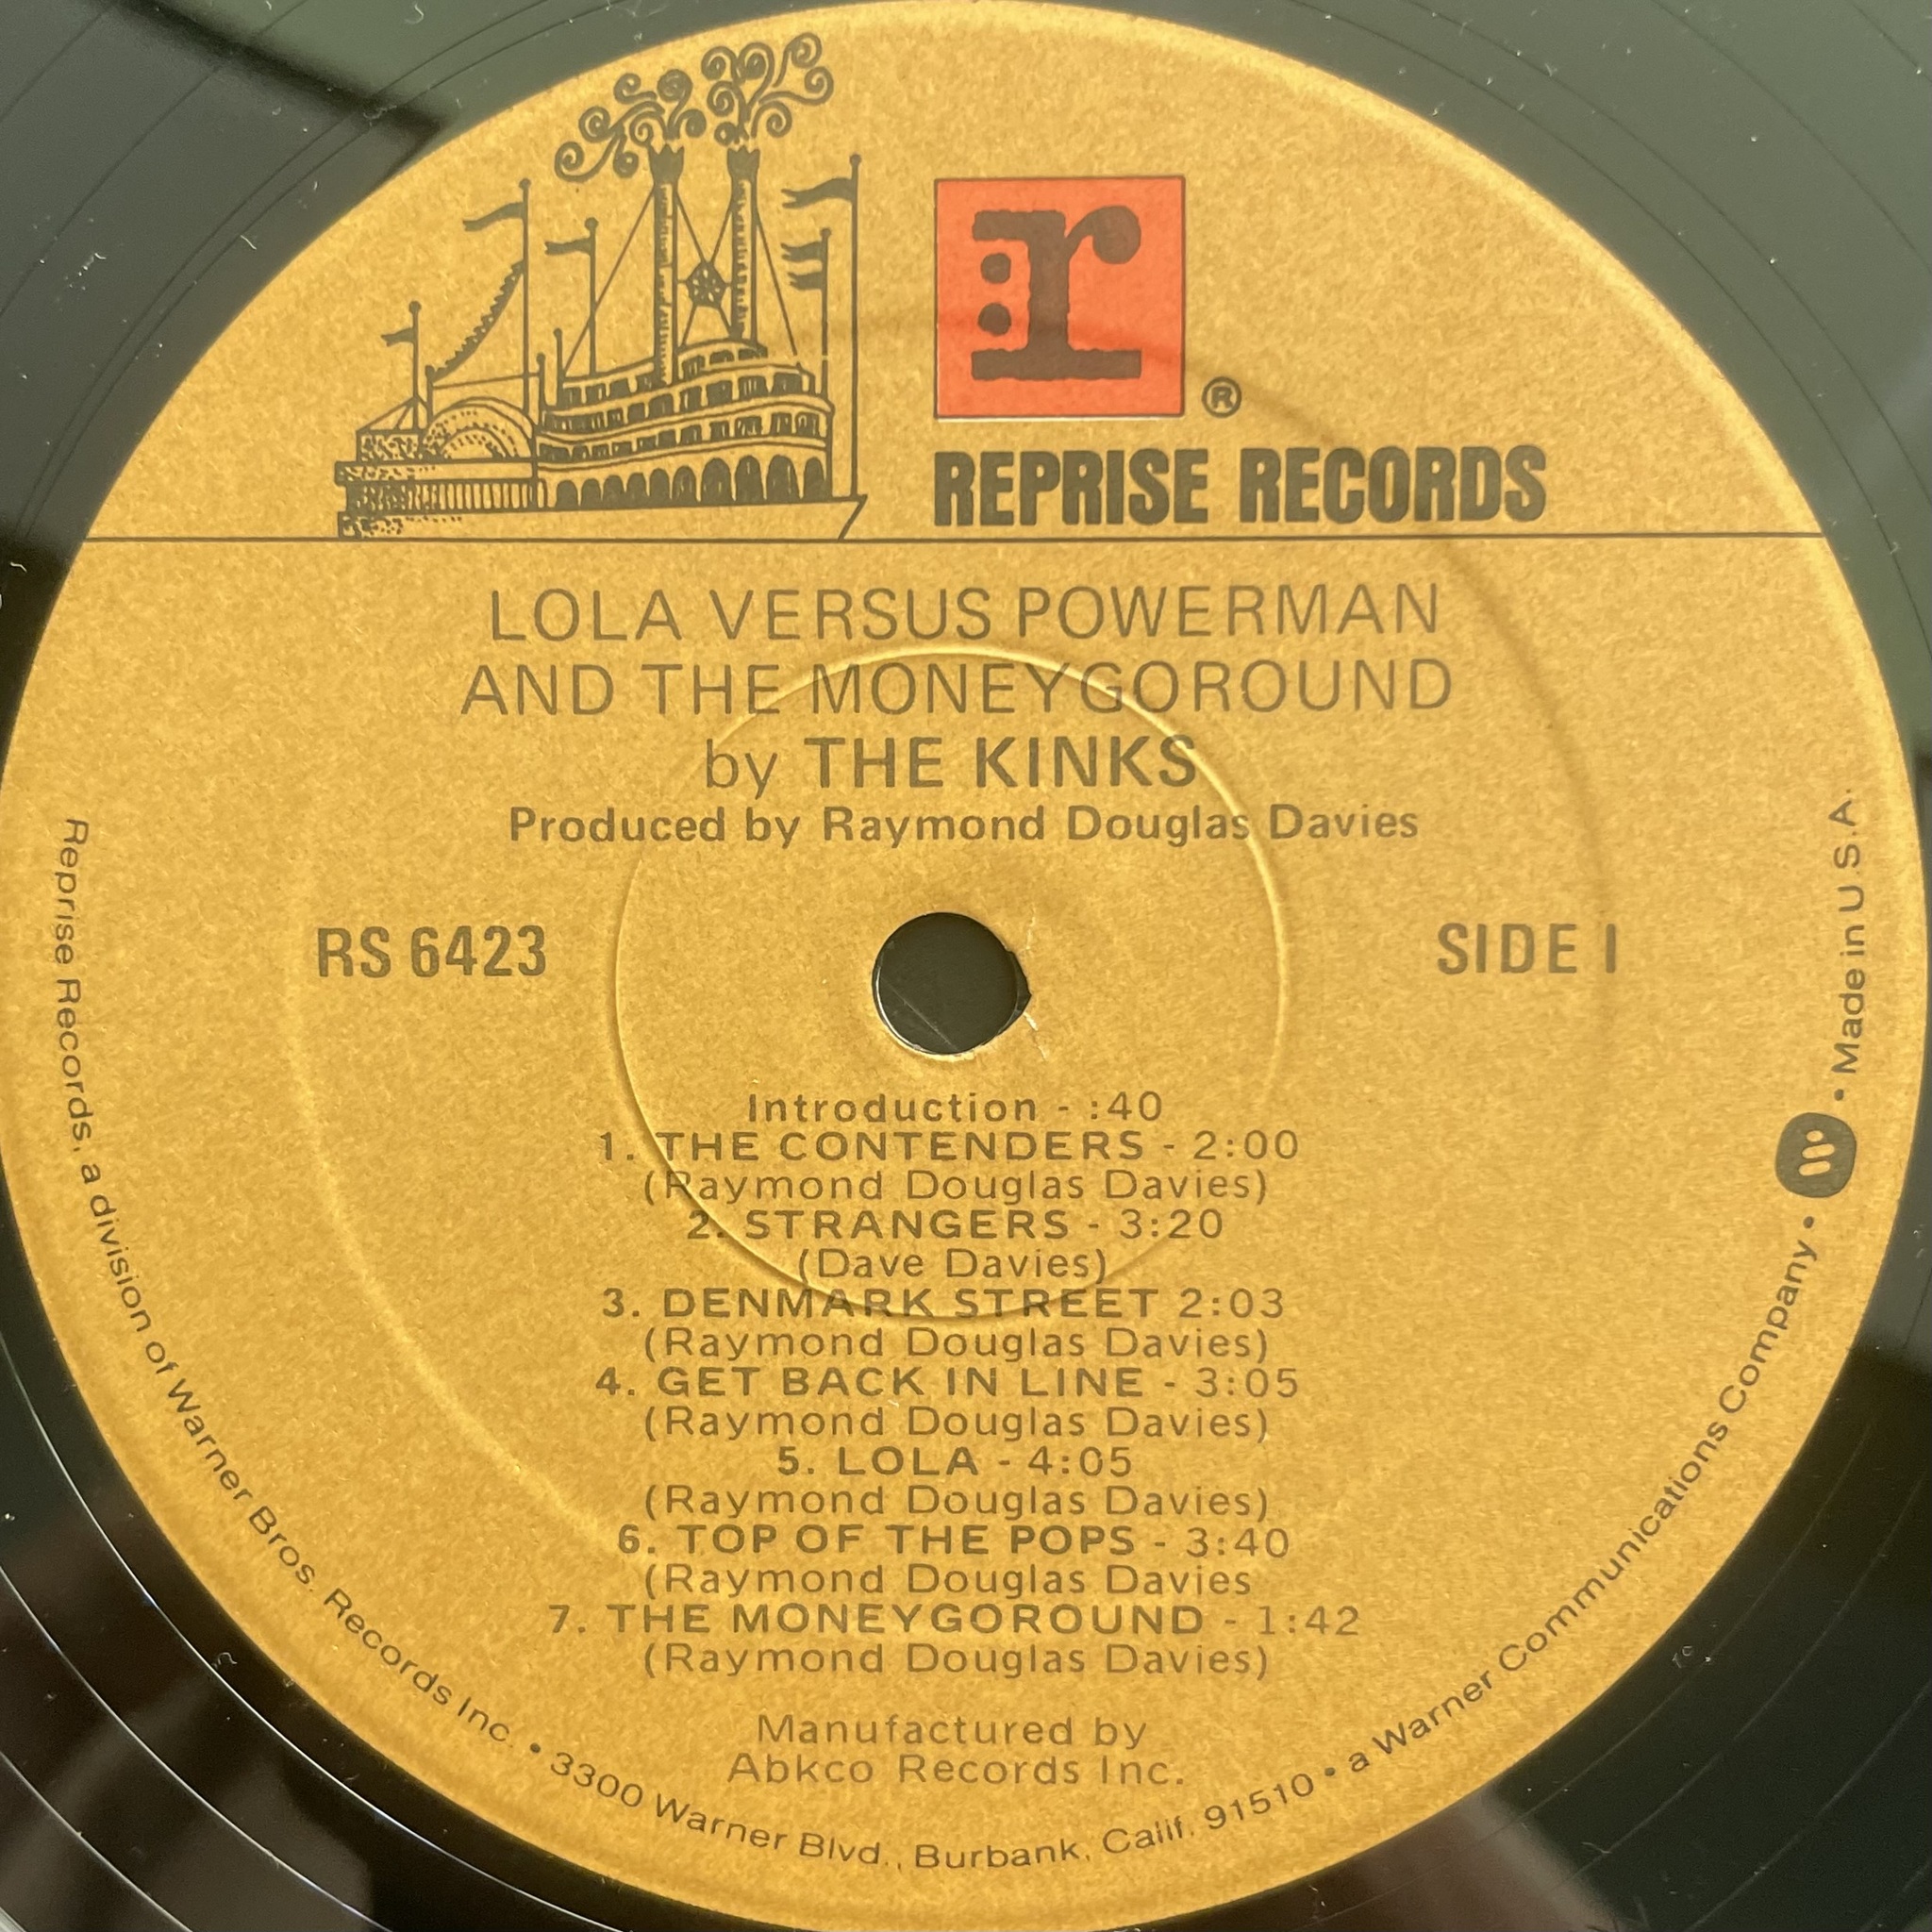 r
®
REPRISE RECORDS
LOLA VERSUS POWERMAN
AND THE MONEYGOROUND
by THE KINKS
Produced by Raymond Douglas Davies
RS 6423
SIDE 1
Introduction - :40
1. THE CONTENDERS - 2:00
(Raymond Douglas Davies)
2. STRANGERS - 3:20
(Dave Davies)
3. DENMARK STREET 2:03
(Raymond Douglas Davies)
4. GET BACK IN LINE - 3:05
(Raymond Douglas Davies)
5. LOLA - 4:05
(Raymond Douglas Davies)
6. TOP OF THE POPS - 3:40
(Raymond Douglas Davies
7. THE MONEYGOROUND - 1:42
(Raymond Douglas Davies)
Manufactured by
Abkco Records Inc.
Reprise Records, a division of Warner Bros. Records Inc. • 3300 Warner Blvd., Burbank, Calif. 91510 • a Warner Communications Company • W • Made in U.S.A.